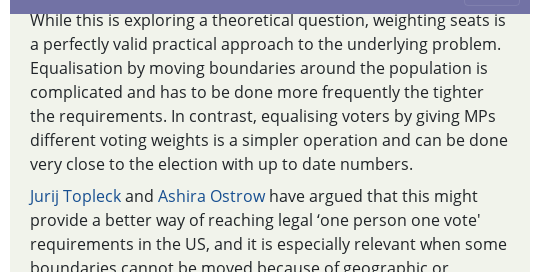 While this is exploring a theoretical question, weighting seats is
a perfectly valid practical approach to the underlying problem.
Equalisation by moving boundaries around the population is
complicated and has to be done more frequently the tighter
the requirements. In contrast, equalising voters by giving MPs
different voting weights is a simpler operation and can be done
very close to the election with up to date numbers.
Jurij Topleck and Ashira Ostrow have argued that this might
provide a better way of reaching legal ‘one person one vote'
requirements in the US, and it is especially relevant when some
boundaries cannot be moved because of geographic or